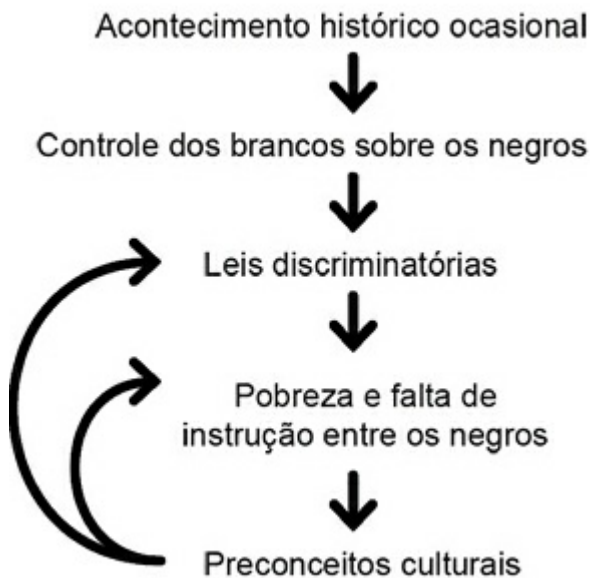 Acontecimento histórico ocasional
Controle dos brancos sobre os negros
Leis discriminatórias
Pobreza e falta de
instrução entre os negros
Preconceitos culturais